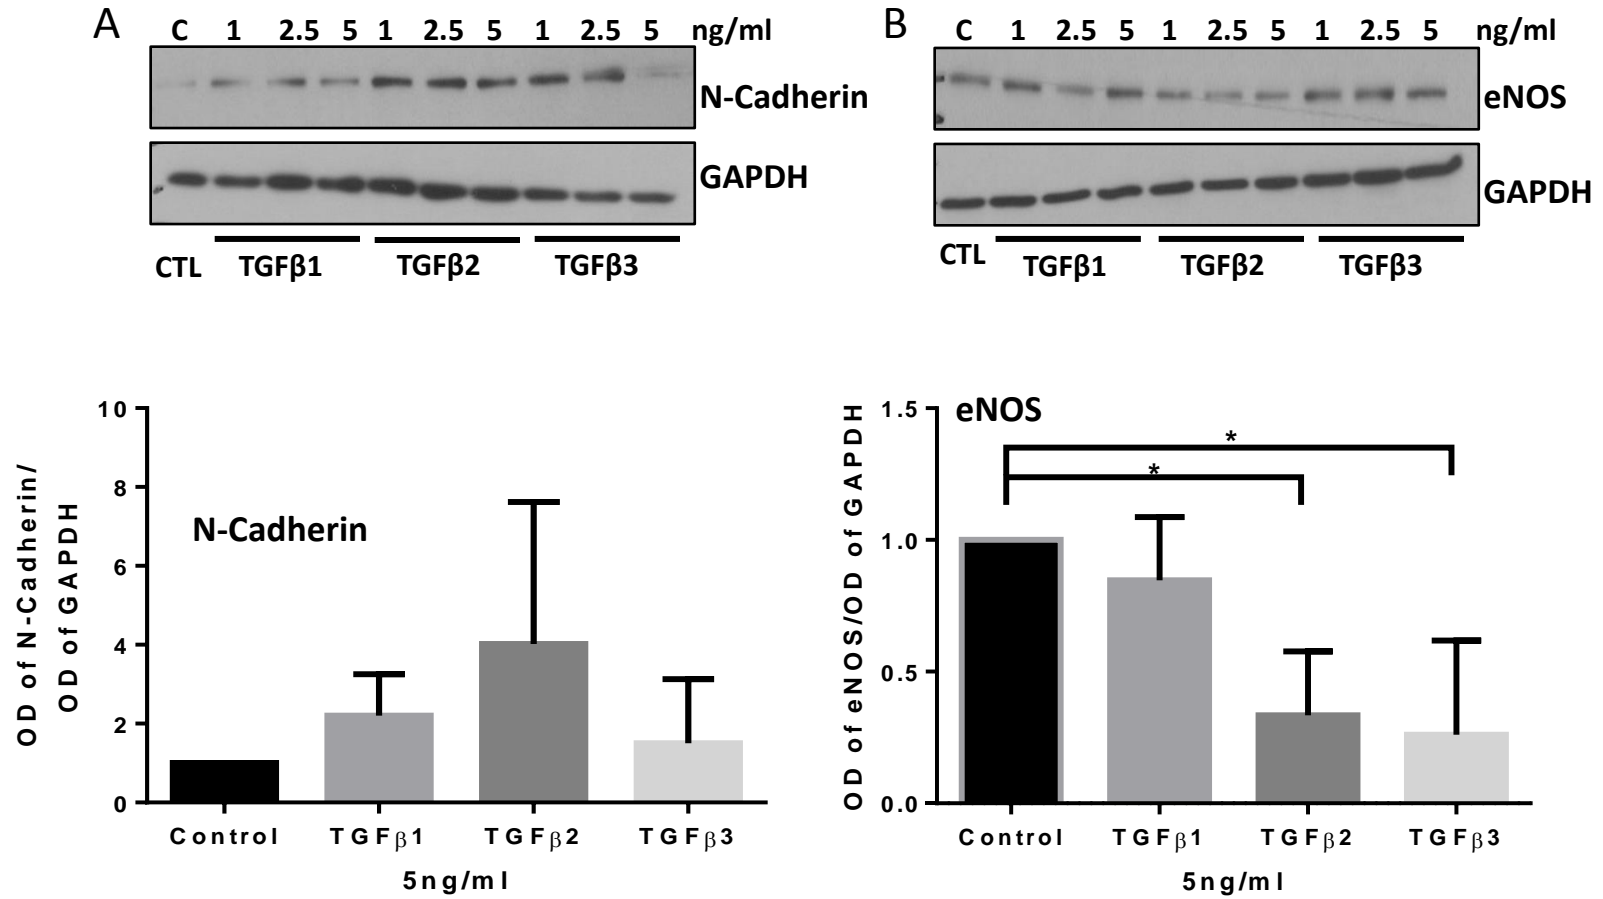 A
C 1 2.5 5 1 2.5 5 1 2.5 5 ng/ml
N-Cadherin
GAPDH
CTL TGFβ1 TGFβ2 TGFβ3
B
C 1 2.5 5 1 2.5 5 1 2.5 5 ng/ml
eNOS
GAPDH
CTL TGFβ1 TGFβ2 TGFβ3
OD of N-Cadherin/
OD of GAPDH
10
8
6
4
2
0
N-Cadherin
Control TGFβ1 TGFβ2 TGFβ3
5ng/ml
OD of eNOS/OD of GAPDH
1.5
1.0
0.5
0.0
eNOS
*
*
Control TGFβ1 TGFβ2 TGFβ3
5ng/ml